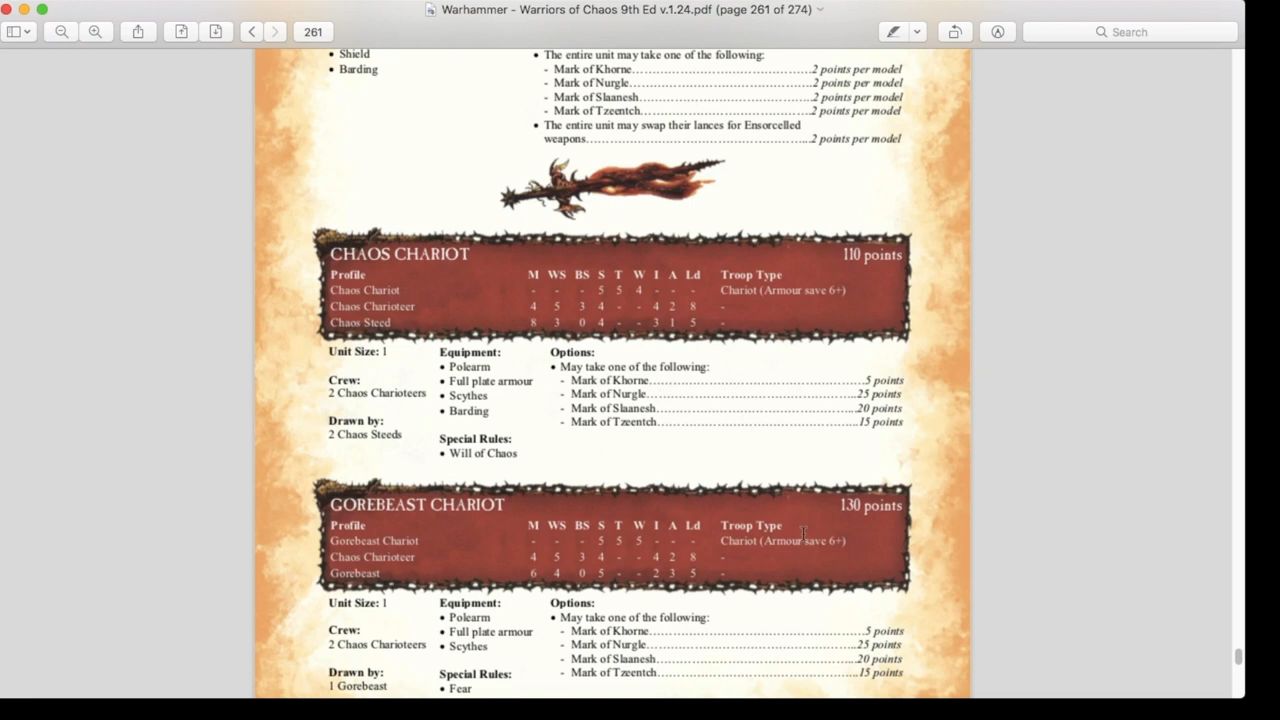 Warhammer - Warriors of Chaos 9th Ed v.1.24.pdf (page 261 of 274)
261
Search
• Shield
• Barding
• The entire unit may take one of the following:
- Mark of Khorne.............................................2 points per model
- Mark of Nurgle.............................................2 points per model
- Mark of Slaanesh...........................................2 points per model
- Mark of Tzeentch...........................................2 points per model
• The entire unit may swap their lances for Ensorcelled
weapons.........................................................2 points per model
CHAOS CHARIOT 110 points
Profile M WS BS S T W I A Ld Troop Type
Chaos Chariot - - - 5 5 4 - - - Chariot (Armour save 6+)
Chaos Charioteer 4 5 3 4 - - 4 2 8 -
Chaos Steed 8 3 0 4 - - 3 1 5 -
Unit Size: 1
Crew:
2 Chaos Charioteers
Drawn by:
2 Chaos Steeds
Equipment:
• Polearm
• Full plate armour
• Scythes
• Barding
Special Rules:
• Will of Chaos
Options:
• May take one of the following:
- Mark of Khorne.....................................................5 points
- Mark of Nurgle...................................................25 points
- Mark of Slaanesh.................................................20 points
- Mark of Tzeentch.................................................15 points
GOREBEAST CHARIOT 130 points
Profile M WS BS S T W I A Ld Troop Type
Gorebeast Chariot - - - 5 5 5 - - - Chariot (Armour save 6+)
Chaos Charioteer 4 5 3 4 - - 4 2 8 -
Gorebeast 6 4 0 5 - - 2 3 5 -
Unit Size: 1
Crew:
2 Chaos Charioteers
Drawn by:
1 Gorebeast
Equipment:
• Polearm
• Full plate armour
• Scythes
Special Rules:
• Fear
Options:
• May take one of the following:
- Mark of Khorne.....................................................5 points
- Mark of Nurgle...................................................25 points
- Mark of Slaanesh.................................................20 points
- Mark of Tzeentch.................................................15 points